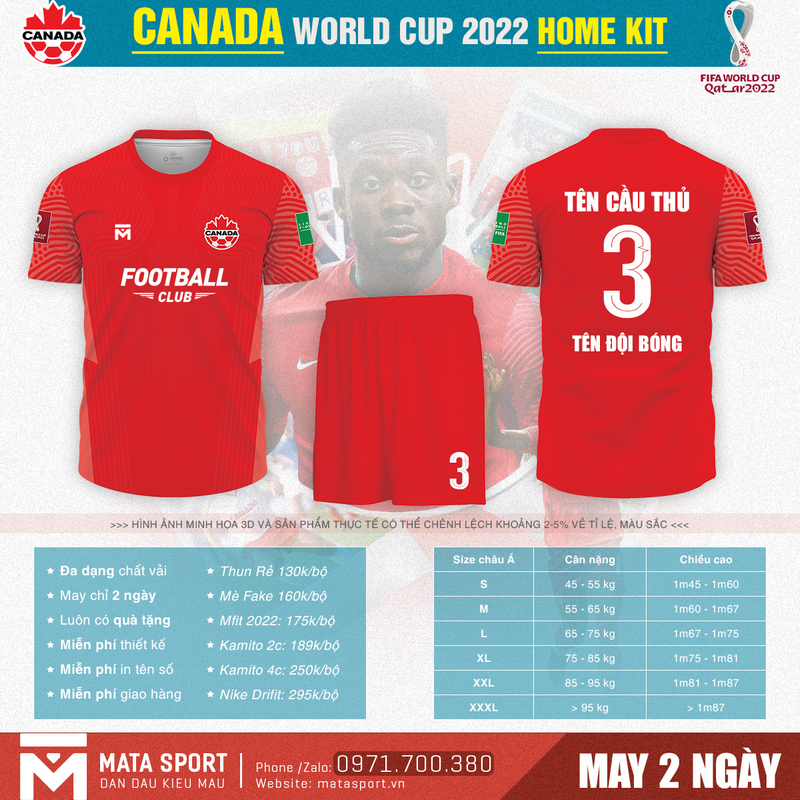 CANADA WORLD CUP 2022 HOME KIT
CANADA
FIFA WORLD CUP
Qatar2022
CANADA
FOOTBALL
CLUB
TÊN CẦU THỦ
3
TÊN ĐỘI BÓNG
3
>>> HÌNH ẢNH MINH HỌA 3D VÀ SẢN PHẨM THỰC TẾ CÓ THỂ CHÊNH LỆCH KHOẢNG 2-5% VỀ TỈ LỆ, MÀU SẮC <<<
Đa dạng chất vải
May chỉ 2 ngày
Luôn có quà tặng
Miễn phí thiết kế
Miễn phí in tên số
Miễn phí giao hàng
Thun Rẻ 130k/bộ
Mè Fake 160k/bộ
Mfit 2022: 175k/bộ
Kamito 2c: 189k/bộ
Kamito 4c: 250k/bộ
Nike Drifit: 295k/bộ
Size châu Á Cân nặng Chiều cao
S 45 - 55 kg 1m45 - 1m60
M 55 - 65 kg 1m60 - 1m67
L 65 - 75 kg 1m67 - 1m75
XL 75 - 85 kg 1m75 - 1m81
XXL 85 - 95 kg 1m81 - 1m87
XXXL > 95 kg > 1m87
MATA SPORT
DAN DAU KIEU MAU
Phone /Zalo: 0971.700.380
Website: matasport.vn
MAY 2 NGÀY